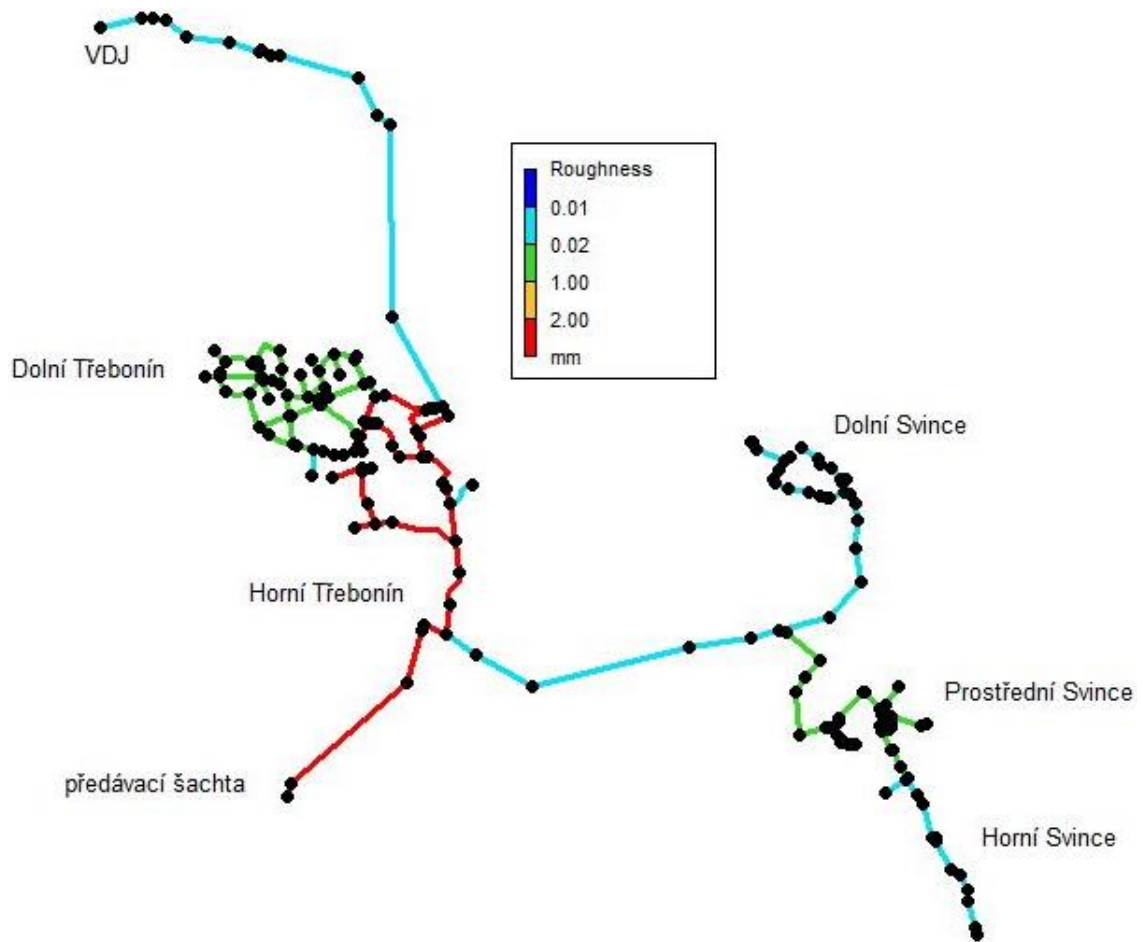 VDJ
Roughness
0.01
0.02
1.00
2.00
mm
Dolní Třebonín
Dolní Svince
Horní Třebonín
Prostřední Svince
předávací šachta
Horní Svince